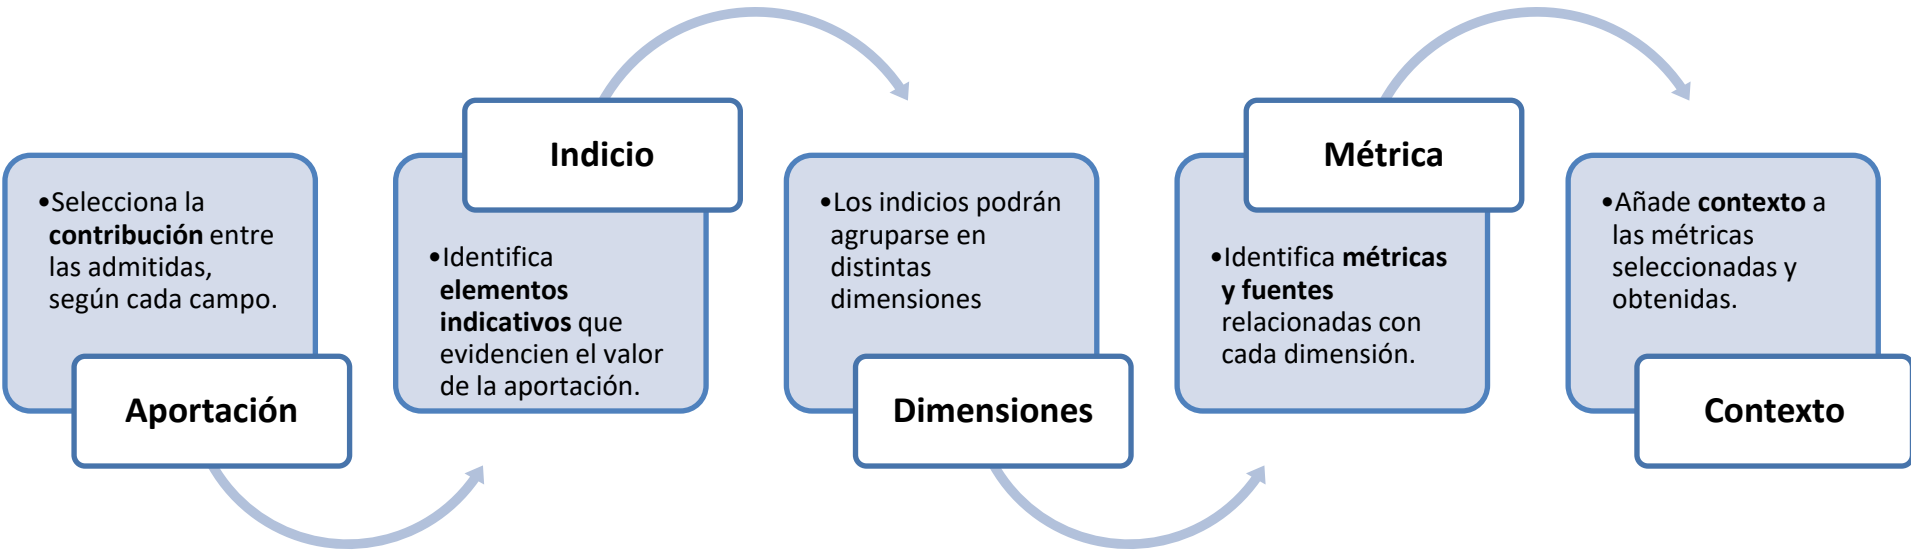 •Selecciona la
contribución entre
las admitidas,
según cada campo.
Aportación
Indicio
•Identifica
elementos
indicativos que
evidencien el valor
de la aportación.
•Los indicios podrán
agruparse en
distintas
dimensiones
Dimensiones
Métrica
•Identifica métricas
y fuentes
relacionadas con
cada dimensión.
•Añade contexto a
las métricas
seleccionadas y
obtenidas.
Contexto